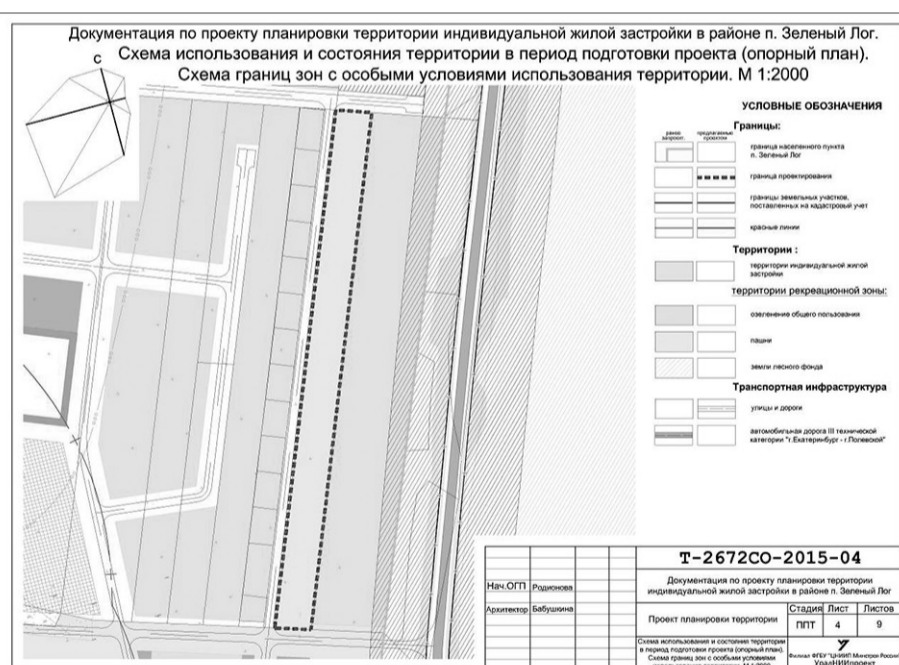 Документация по проекту планировки территории индивидуальной жилой застройки в районе п. Зеленый Лог.
Схема использования и состояния территории в период подготовки проекта (опорный план).
Схема границ зон с особыми условиями использования территории. М 1:2000
С
УСЛОВНЫЕ ОБОЗНАЧЕНИЯ
Границы:
граница населенного пункта
п. Зеленый Лог
граница проектирования
границы земельных участков,
поставленных на кадастровый учет
красные линии
Территории :
территории индивидуальной жилой
застройки
территории рекреационной зоны:
озеленение общего пользования
пашни
земли лесного фонда
Транспортная инфраструктура
улицы и дороги
автомобильная дорога III технической
категории "г.Екатеринбург - г.Полевской"
Т-2672СО-2015-04
Документация по проекту планировки территории
индивидуальной жилой застройки в районе п. Зеленый Лог
Нач.ОГП Родионова
Архитектор Бабушкина
Проект планировки территории
Стадия Лист Листов
ППТ 4 9
Схема использования и состояния территории
в период подготовки проекта (опорный план).
Схема границ зон с особыми условиями
Филиал ФГБУ "ЦНИИП Минстроя России"
УралНИИпроект